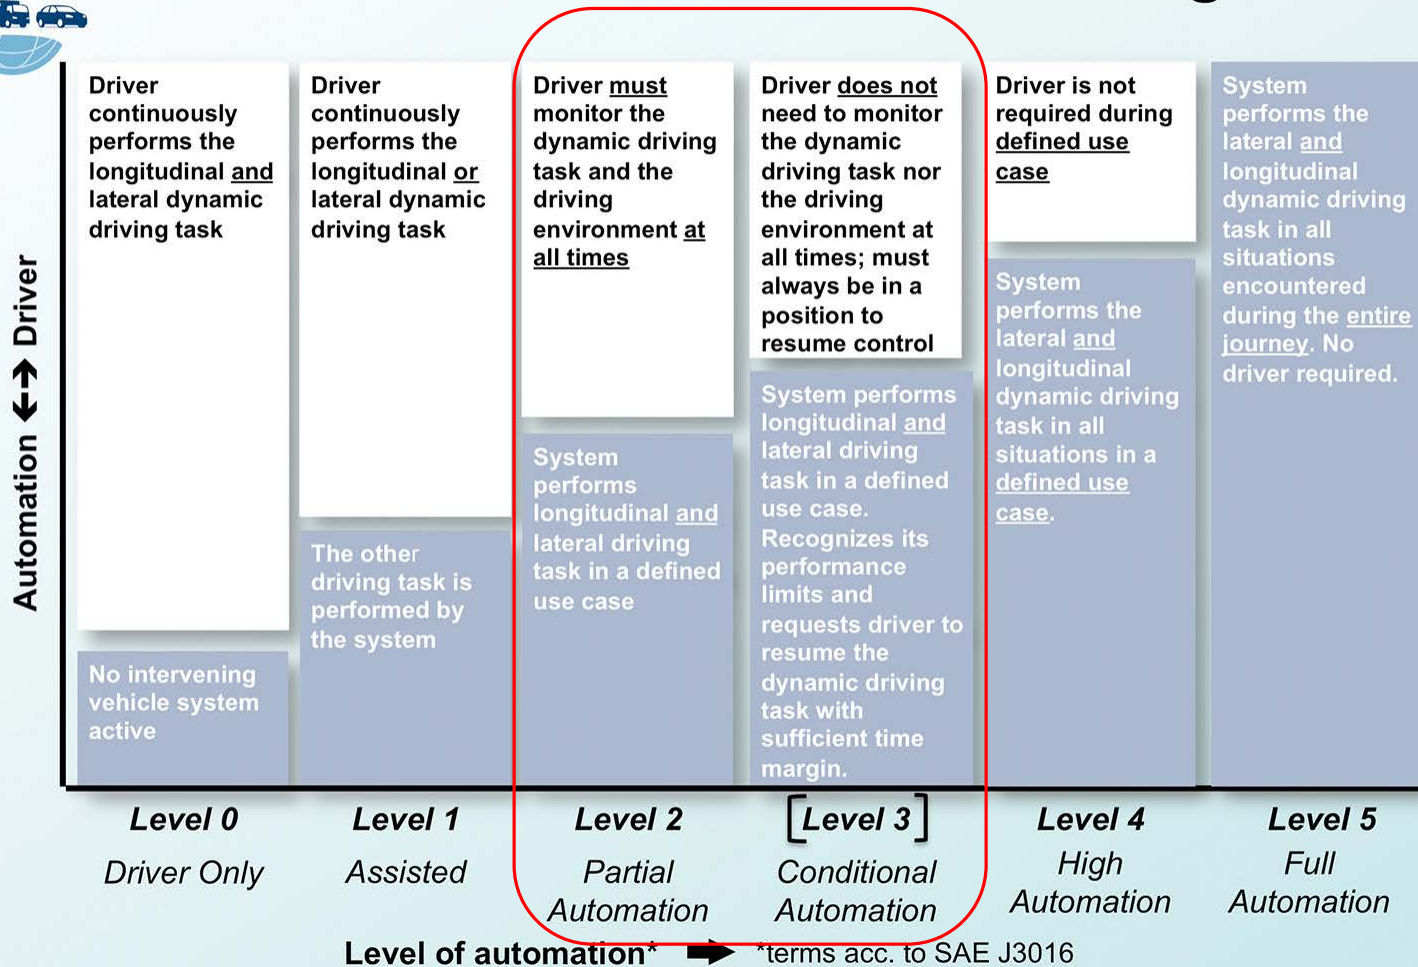 Driver
continuously
performs the
longitudinal and
lateral dynamic
driving task
No intervening
vehicle system
active
Level 0
Driver Only
Driver
continuously
performs the
longitudinal or
lateral dynamic
driving task
The other
driving task is
performed by
the system
Level 1
Assisted
Driver must
monitor the
dynamic driving
task and the
driving
environment at
all times
System
performs
longitudinal and
lateral driving
task in a defined
use case
Level 2
Partial
Automation
Driver does not
need to monitor
the dynamic
driving task nor
the driving
environment at
all times; must
always be in a
position to
resume control
System performs
longitudinal and
lateral driving
task in a defined
use case.
Recognizes its
performance
limits and
requests driver to
resume the
dynamic driving
task with
sufficient time
margin.
[Level 3]
Conditional
Automation
Driver is not
required during
defined use
case
System
performs the
lateral and
longitudinal
dynamic driving
task in all
situations in a
defined use
case.
Level 4
High
Automation
System
performs the
lateral and
longitudinal
dynamic driving
task in all
situations
encountered
during the entire
journey. No
driver required.
Level 5
Full
Automation
Automation ↔ Driver
Level of automation* ➡ *terms acc. to SAE J3016